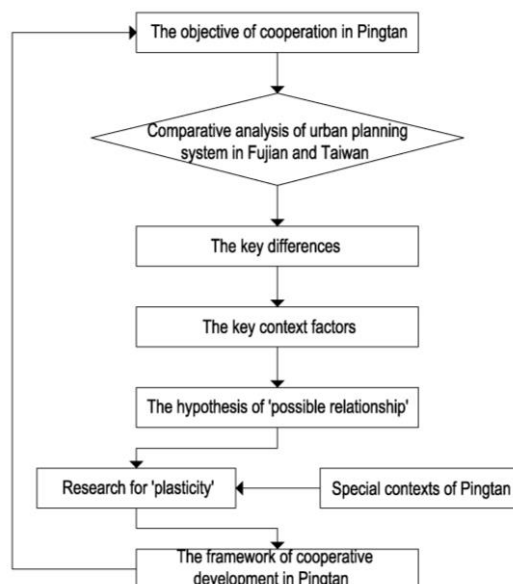 The objective of cooperation in Pingtan
Comparative analysis of urban planning
system in Fujian and Taiwan
The key differences
The key context factors
The hypothesis of 'possible relationship'
Research for 'plasticity'
Special contexts of Pingtan
The framework of cooperative
development in Pingtan